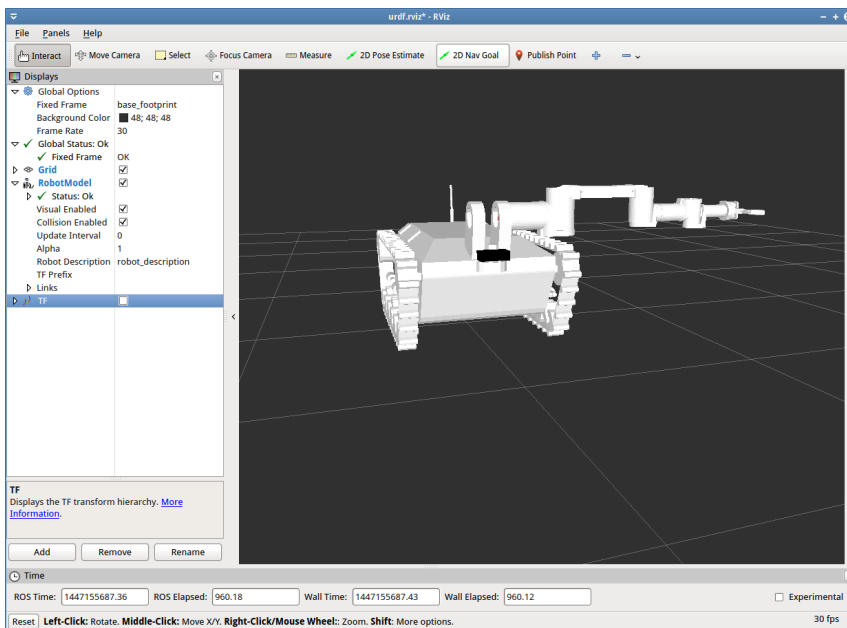 urdf.rviz* - RViz
File Panels Help
Interact Move Camera Select Focus Camera Measure 2D Pose Estimate 2D Nav Goal Publish Point
Displays
Global Options
Fixed Frame base_footprint
Background Color 48; 48; 48
Frame Rate 30
Global Status: Ok
Fixed Frame OK
Grid
RobotModel
Status: Ok
Visual Enabled
Collision Enabled
Update Interval 0
Alpha 1
Robot Description robot_description
TF Prefix
Links
TF
TF
Displays the TF transform hierarchy. More
Information.
Add Remove Rename
Time
ROS Time: 1447155687.36 ROS Elapsed: 960.18 Wall Time: 1447155687.43 Wall Elapsed: 960.12 Experimental
Reset Left-Click: Rotate. Middle-Click: Move X/Y. Right-Click/Mouse Wheel:: Zoom. Shift: More options. 30 fps